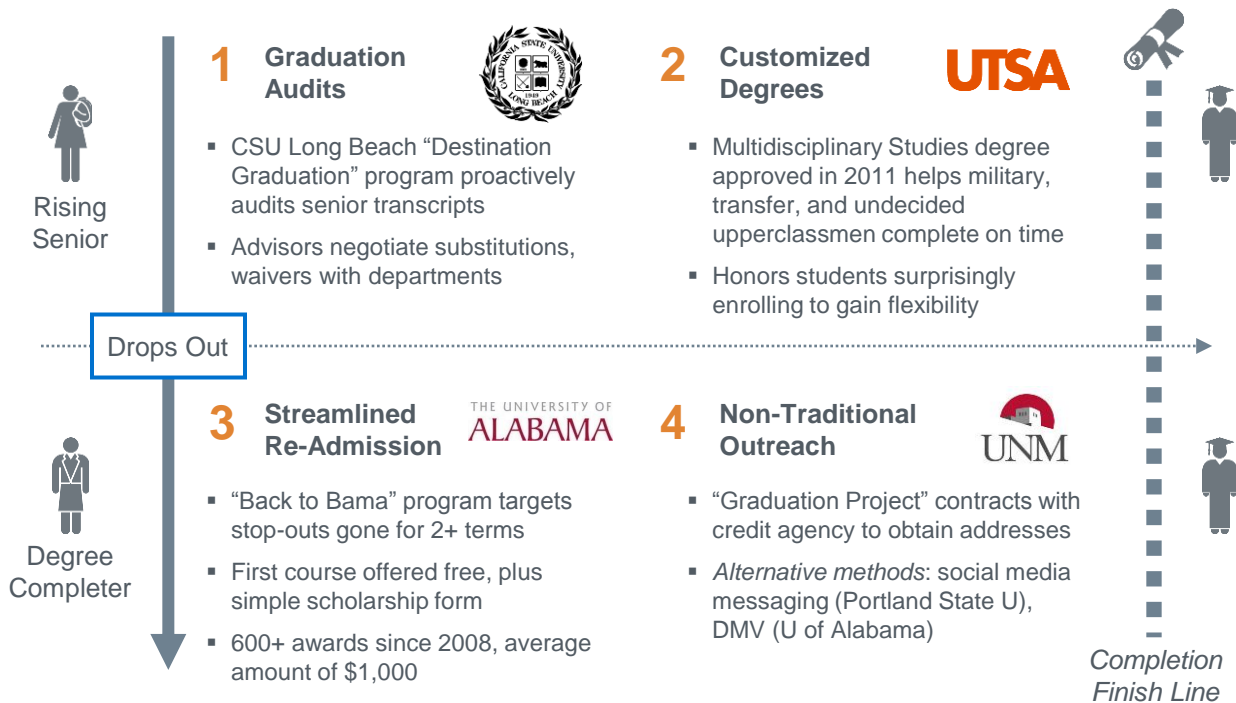 1 Graduation
Audits
CALIFORNIA STATE UNIVERSITY
LONG BEACH
1949
▪ CSU Long Beach “Destination
Graduation” program proactively
audits senior transcripts
▪ Advisors negotiate substitutions,
waivers with departments
2 Customized
Degrees
UTSA
▪ Multidisciplinary Studies degree
approved in 2011 helps military,
transfer, and undecided
upperclassmen complete on time
▪ Honors students surprisingly
enrolling to gain flexibility
Rising
Senior
Drops Out
3 Streamlined
Re-Admission
THE UNIVERSITY OF
ALABAMA
▪ “Back to Bama” program targets
stop-outs gone for 2+ terms
▪ First course offered free, plus
simple scholarship form
▪ 600+ awards since 2008, average
amount of $1,000
4 Non-Traditional
Outreach
UNM
▪ “Graduation Project” contracts with
credit agency to obtain addresses
▪ Alternative methods: social media
messaging (Portland State U),
DMV (U of Alabama)
Degree
Completer
Completion
Finish Line